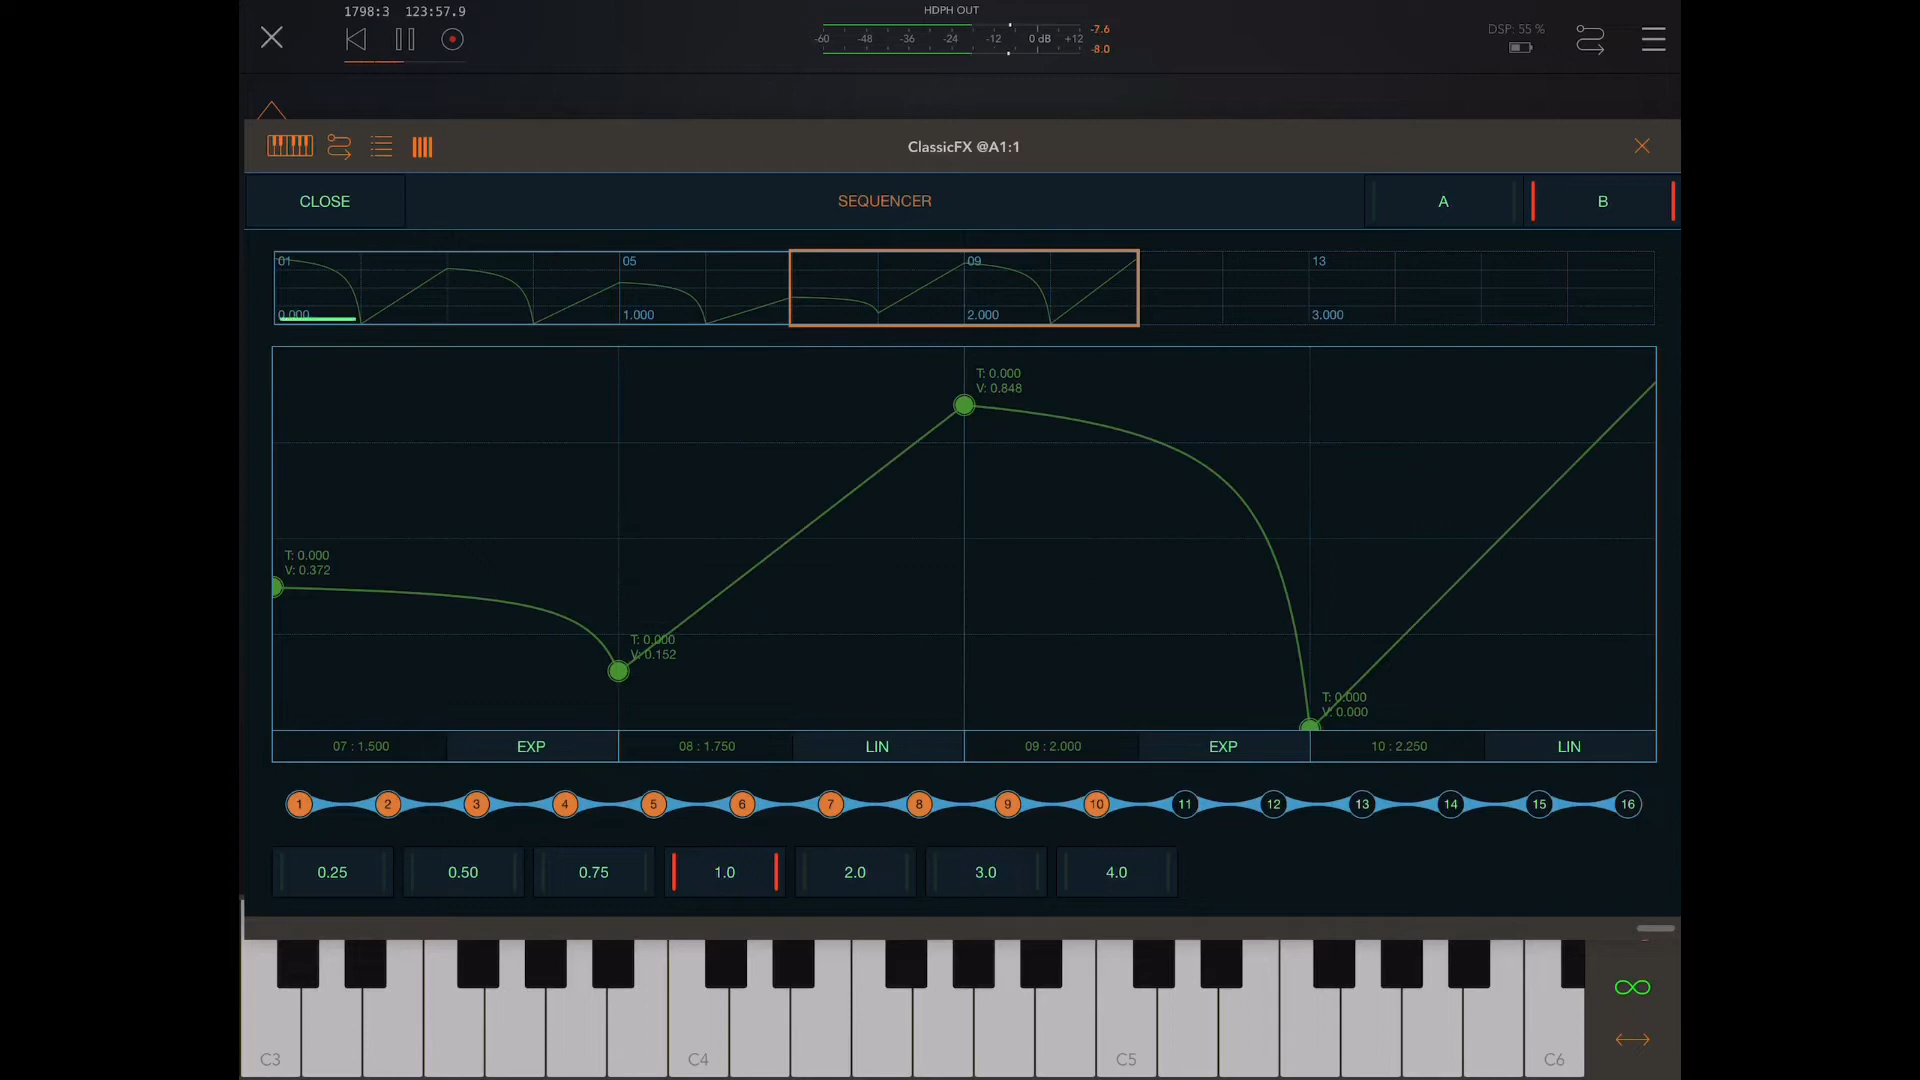 1798:3 123:57.9
HDPH OUT
-60 -48 -36 -24 -12 0 dB +12
-7.6
-8.0
DSP: 55 %
ClassicFX @A1:1
CLOSE
SEQUENCER
A
B
01 05 09 13
0.000 1.000 2.000 3.000
T: 0.000
V: 0.848
T: 0.000
V: 0.372
T: 0.000
V: 0.152
T: 0.000
V: 0.000
07 : 1.500 EXP 08 : 1.750 LIN 09 : 2.000 EXP 10 : 2.250 LIN
1 2 3 4 5 6 7 8 9 10 11 12 13 14 15 16
0.25 0.50 0.75 1.0 2.0 3.0 4.0
C3 C4 C5 C6